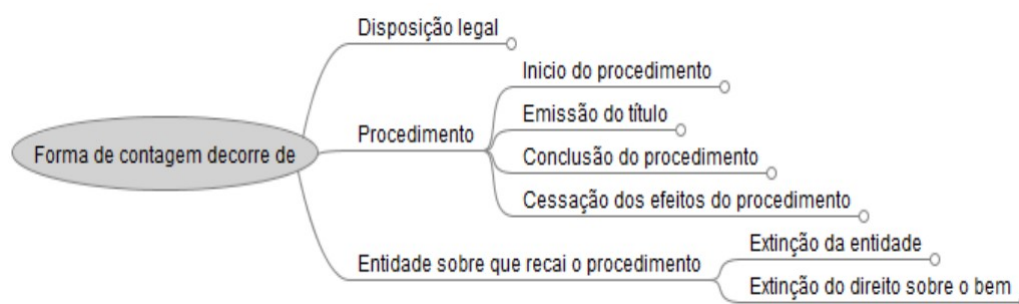 Disposição legal
Inicio do procedimento
Emissão do título
Procedimento
Forma de contagem decorre de
Conclusão do procedimento
Cessação dos efeitos do procedimento
Extinção da entidade
Entidade sobre que recai o procedimento
Extinção do direito sobre o bem